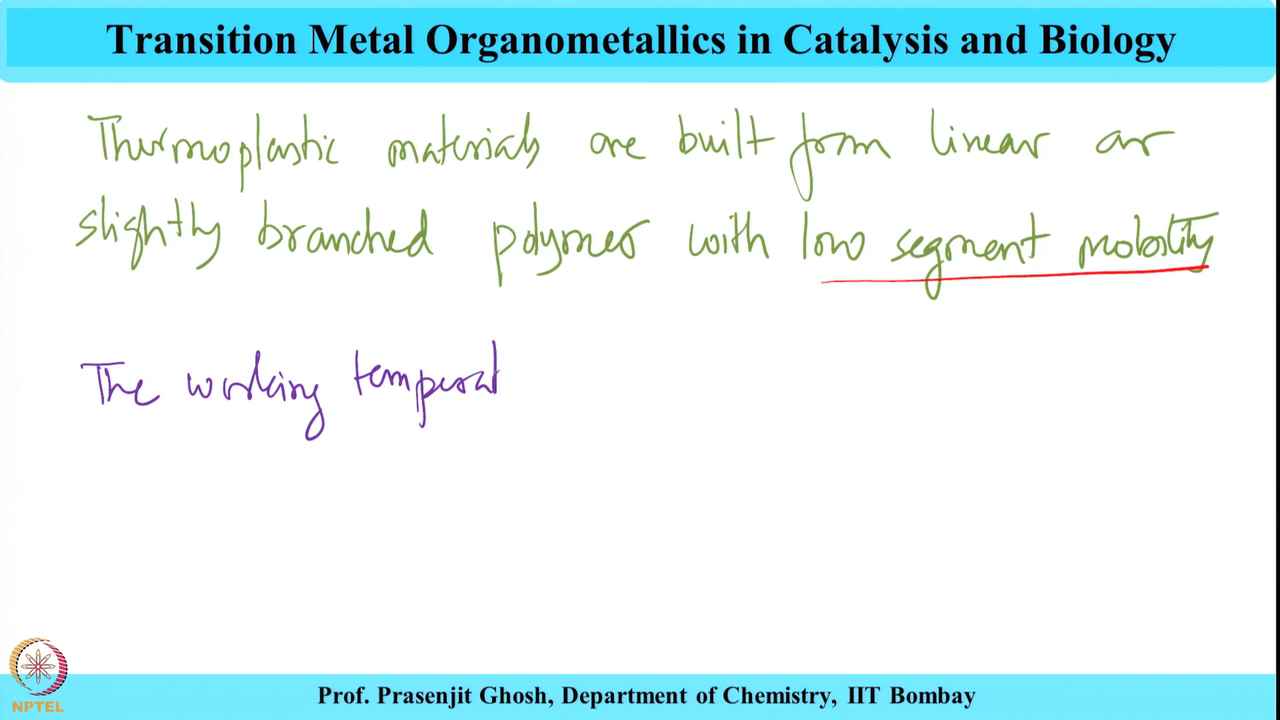 Transition Metal Organometallics in Catalysis and Biology
Thermoplastic materials are built from linear or
slightly branched polymer with low segment mobility
The working temperat
NPTEL
Prof. Prasenjit Ghosh, Department of Chemistry, IIT Bombay